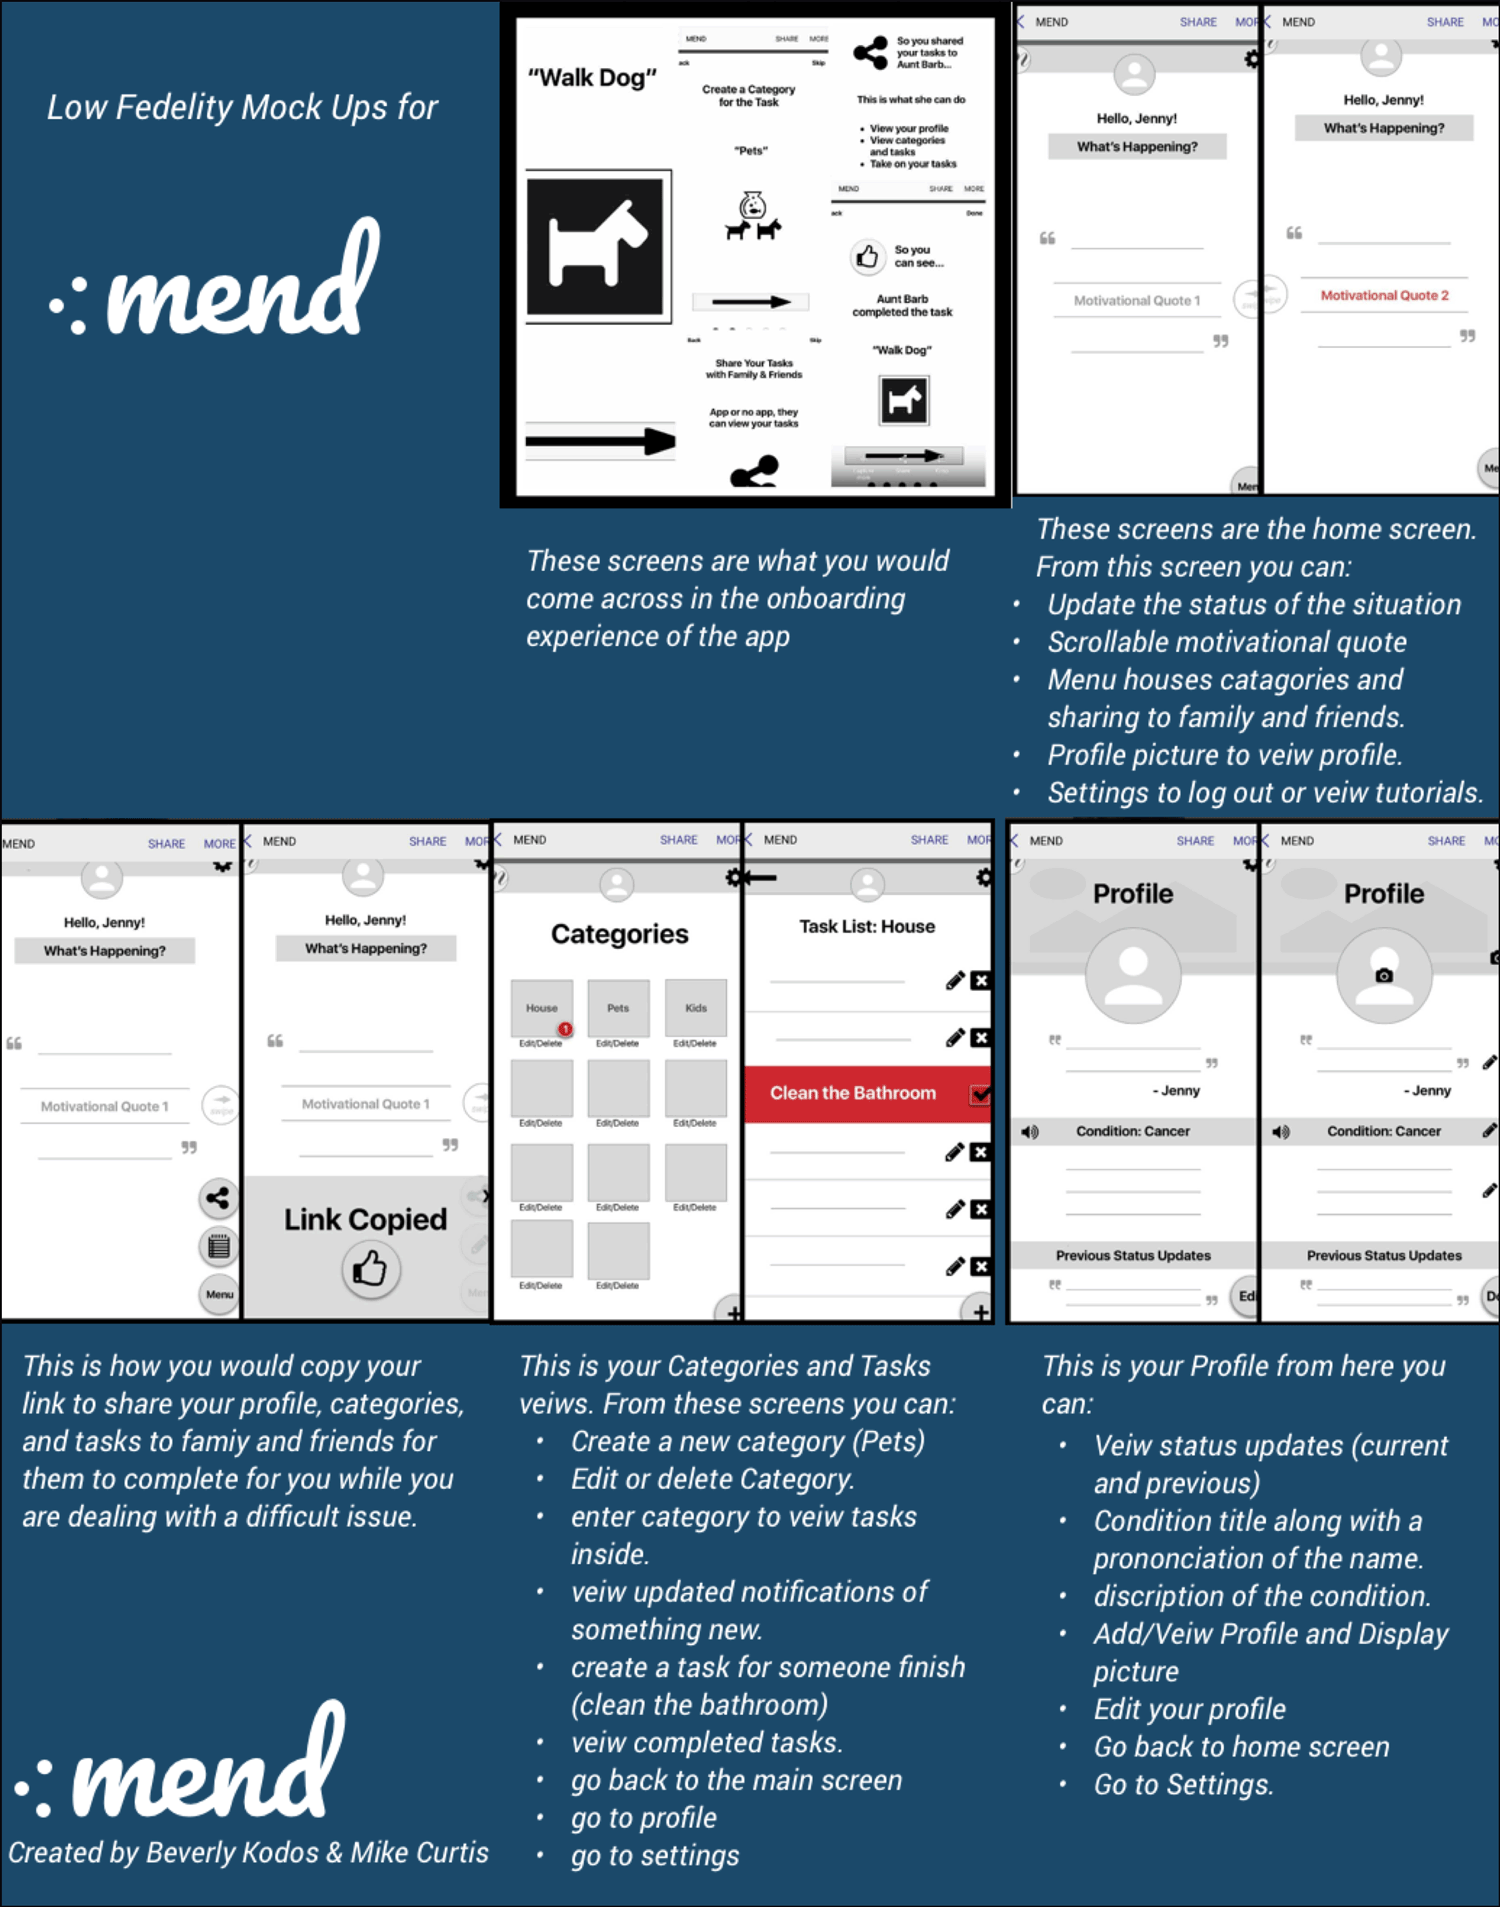 Low Fedelity Mock Ups for
mend
"Walk Dog"
MEND SHARE MORE
ack Skip
Create a Category
for the Task
"Pets"
Back Skip
Share Your Tasks
with Family & Friends
App or no app, they
can view your tasks
So you shared
your tasks to
Aunt Barb...
This is what she can do
• View your profile
• View categories
and tasks
• Take on your tasks
MEND SHARE MORE
ack Done
So you
can see...
Aunt Barb
completed the task
"Walk Dog"
These screens are what you would
come across in the onboarding
experience of the app
MEND SHARE MOR
Hello, Jenny!
What's Happening?
“
Motivational Quote 1
”
Men
MEND SHARE MO
Hello, Jenny!
What's Happening?
“
Motivational Quote 2
”
Me
These screens are the home screen.
From this screen you can:
• Update the status of the situation
• Scrollable motivational quote
• Menu houses catagories and
sharing to family and friends.
• Profile picture to veiw profile.
• Settings to log out or veiw tutorials.
MEND SHARE MORE
Hello, Jenny!
What's Happening?
“
Motivational Quote 1
swipe
”
Menu
MEND SHARE MOR
Hello, Jenny!
What's Happening?
“
Motivational Quote 1
”
Link Copied
This is how you would copy your
link to share your profile, categories,
and tasks to famiy and friends for
them to complete for you while you
are dealing with a difficult issue.
MEND SHARE MOR
Categories
House Pets Kids
1
Edit/Delete Edit/Delete Edit/Delete
Edit/Delete Edit/Delete Edit/Delete
Edit/Delete Edit/Delete Edit/Delete
Edit/Delete Edit/Delete
+
MEND SHARE MOR
Task List: House
Clean the Bathroom
+
This is your Categories and Tasks
veiws. From these screens you can:
• Create a new category (Pets)
• Edit or delete Category.
• enter category to veiw tasks
inside.
• veiw updated notifications of
something new.
• create a task for someone finish
(clean the bathroom)
• veiw completed tasks.
• go back to the main screen
• go to profile
• go to settings
MEND SHARE MOR
Profile
“
”
- Jenny
Condition: Cancer
Previous Status Updates
“
”
Edi
MEND SHARE MO
Profile
“
”
- Jenny
Condition: Cancer
Previous Status Updates
“
”
Do
This is your Profile from here you
can:
• Veiw status updates (current
and previous)
• Condition title along with a
prononciation of the name.
• discription of the condition.
• Add/Veiw Profile and Display
picture
• Edit your profile
• Go back to home screen
• Go to Settings.
mend
Created by Beverly Kodos & Mike Curtis